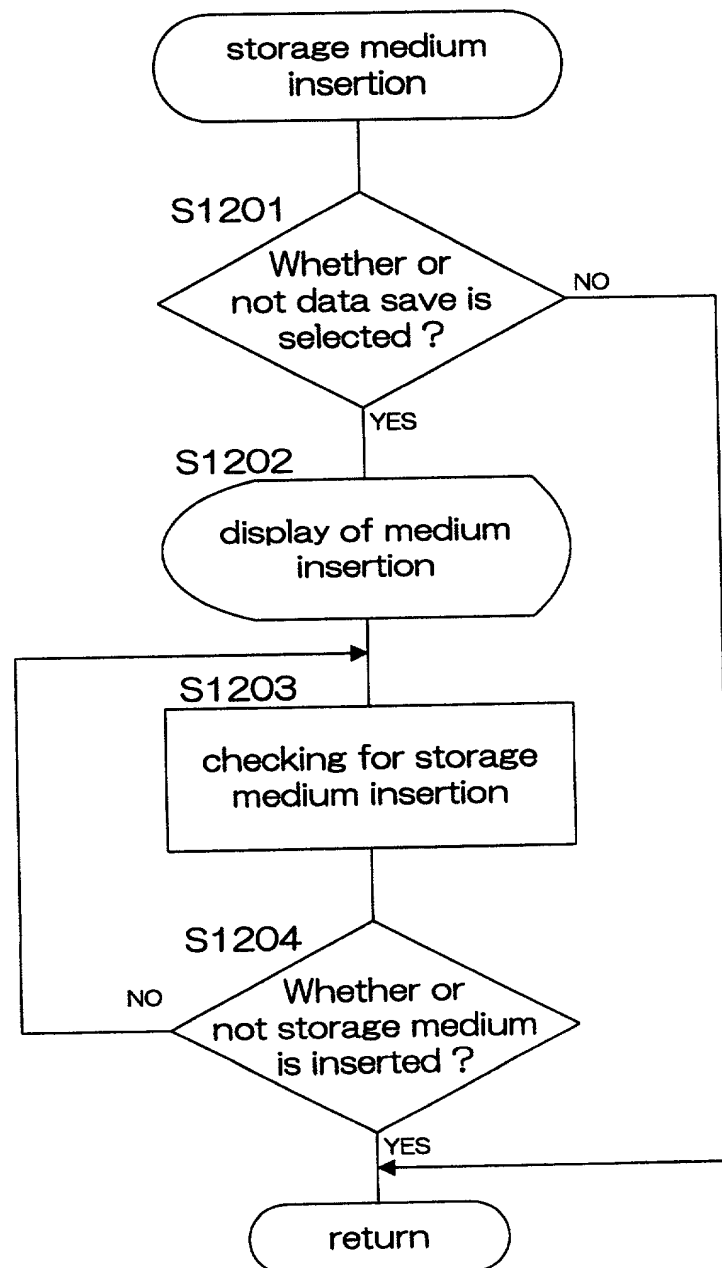 storage medium
insertion
S1201
Whether or
not data save is
selected ?
NO
YES
S1202
display of medium
insertion
S1203
checking for storage
medium insertion
S1204
NO
Whether or
not storage medium
is inserted ?
YES
return